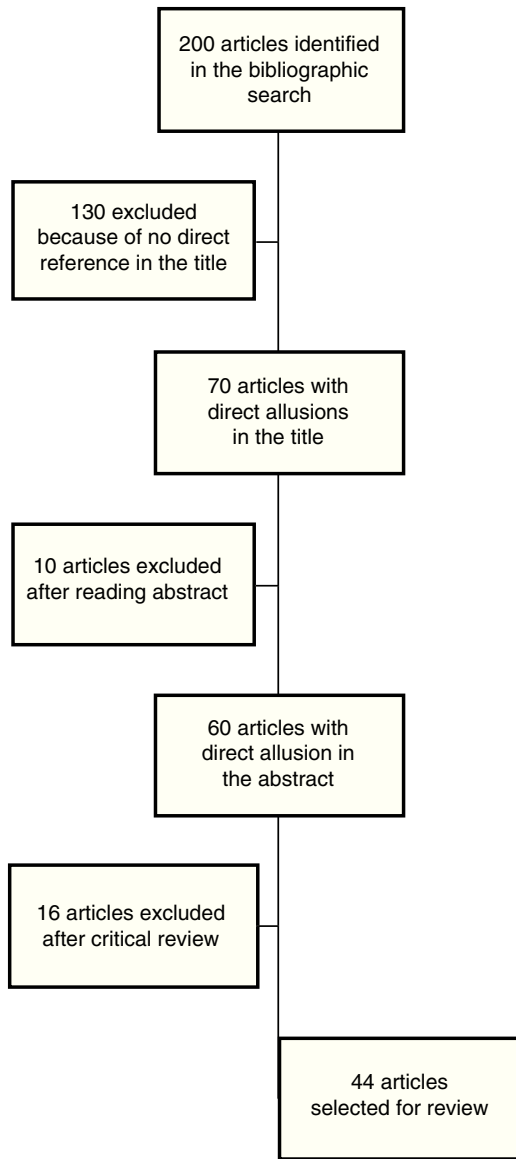 200 articles identified
in the bibliographic
search
130 excluded
because of no direct
reference in the title
70 articles with
direct allusions
in the title
10 articles excluded
after reading abstract
60 articles with
direct allusion in
the abstract
16 articles excluded
after critical review
44 articles
selected for review